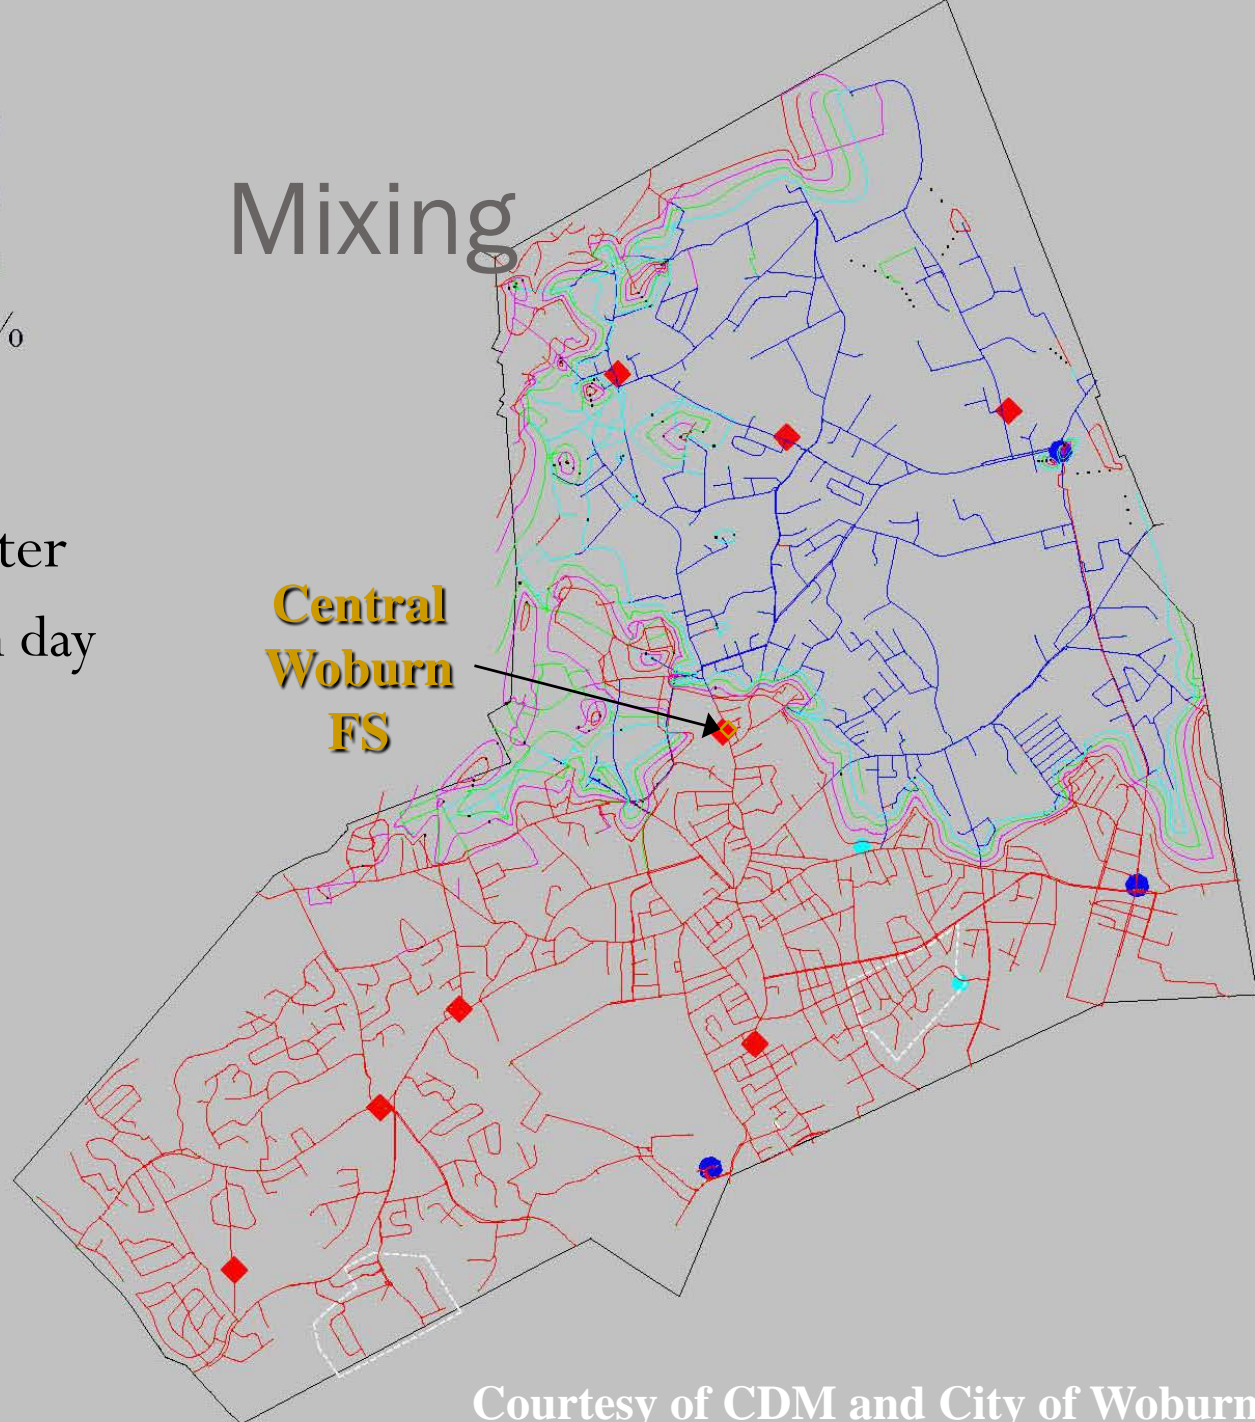 Mixing
%
ter
day
Central
Woburn
FS
Courtesy of CDM and City of Woburn